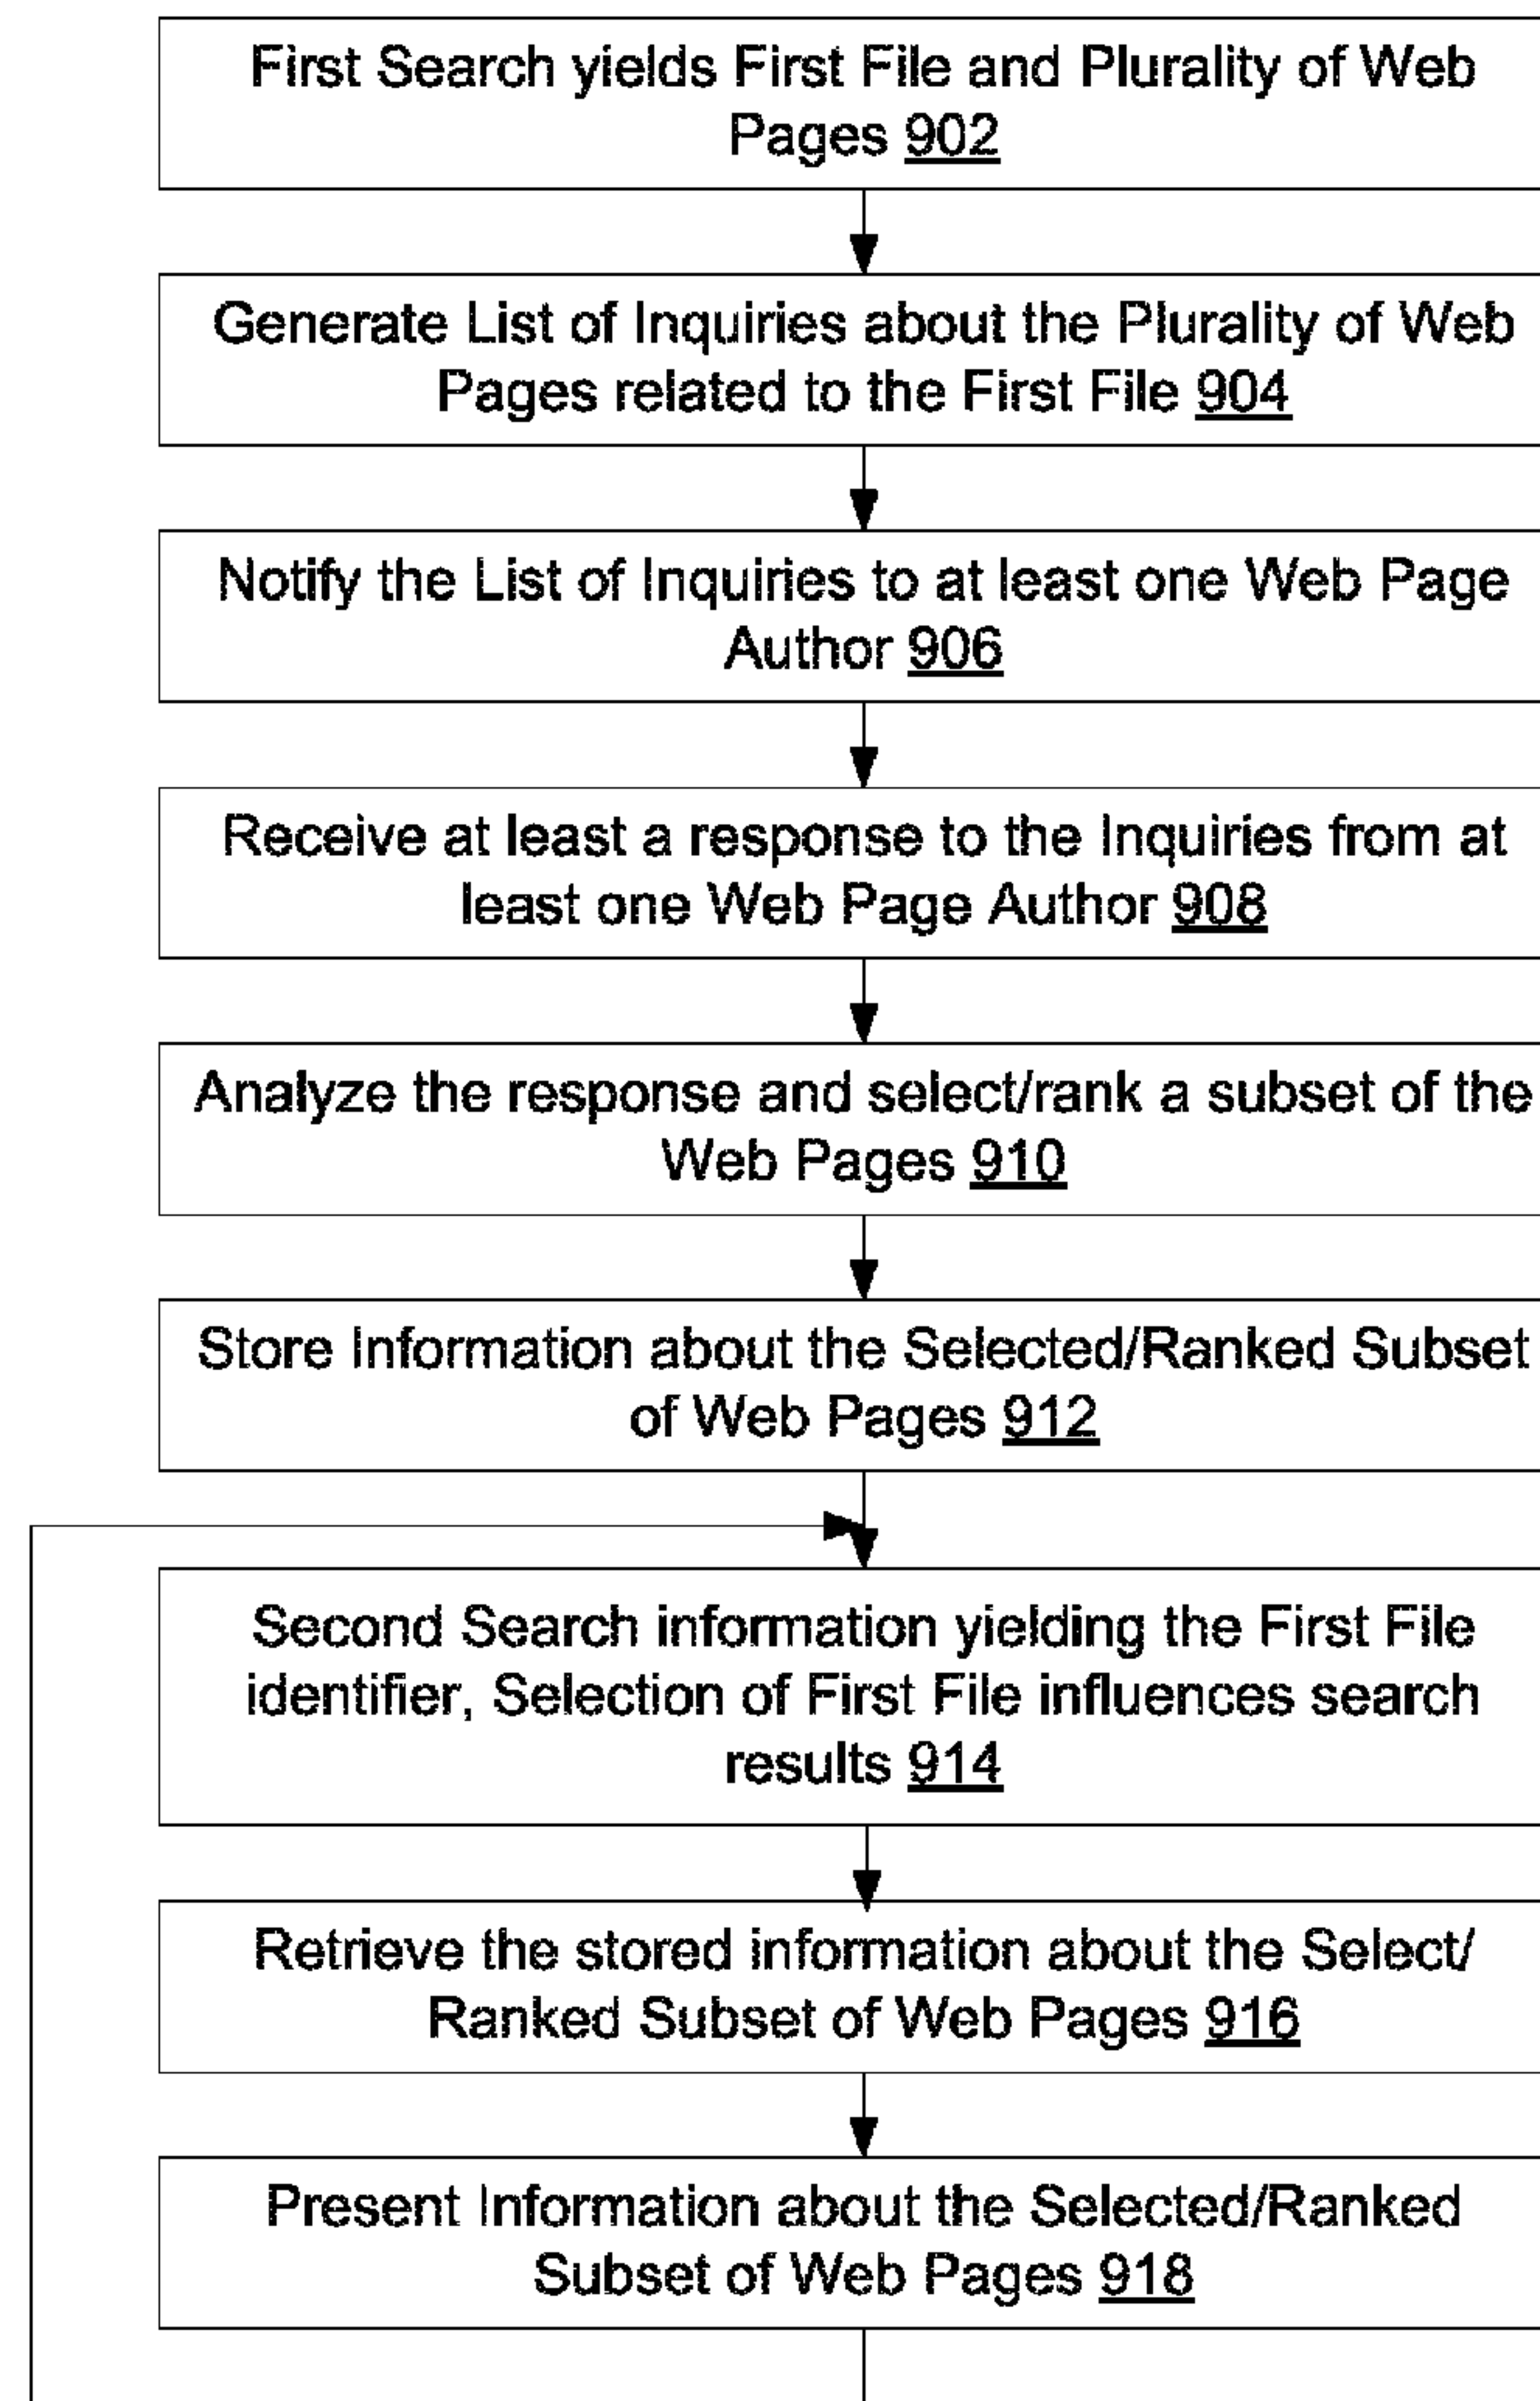 First Search yields First File and Plurality of Web
Pages 902
Generate List of Inquiries about the Plurality of Web
Pages related to the First File 904
Notify the List of Inquiries to at least one Web Page
Author 906
Receive at least a response to the Inquiries from at
least one Web Page Author 908
Analyze the response and select/rank a subset of the
Web Pages 910
Store Information about the Selected/Ranked Subset
of Web Pages 912
Second Search information yielding the First File
identifier, Selection of First File influences search
results 914
Retrieve the stored information about the Select/
Ranked Subset of Web Pages 916
Present Information about the Selected/Ranked
Subset of Web Pages 918